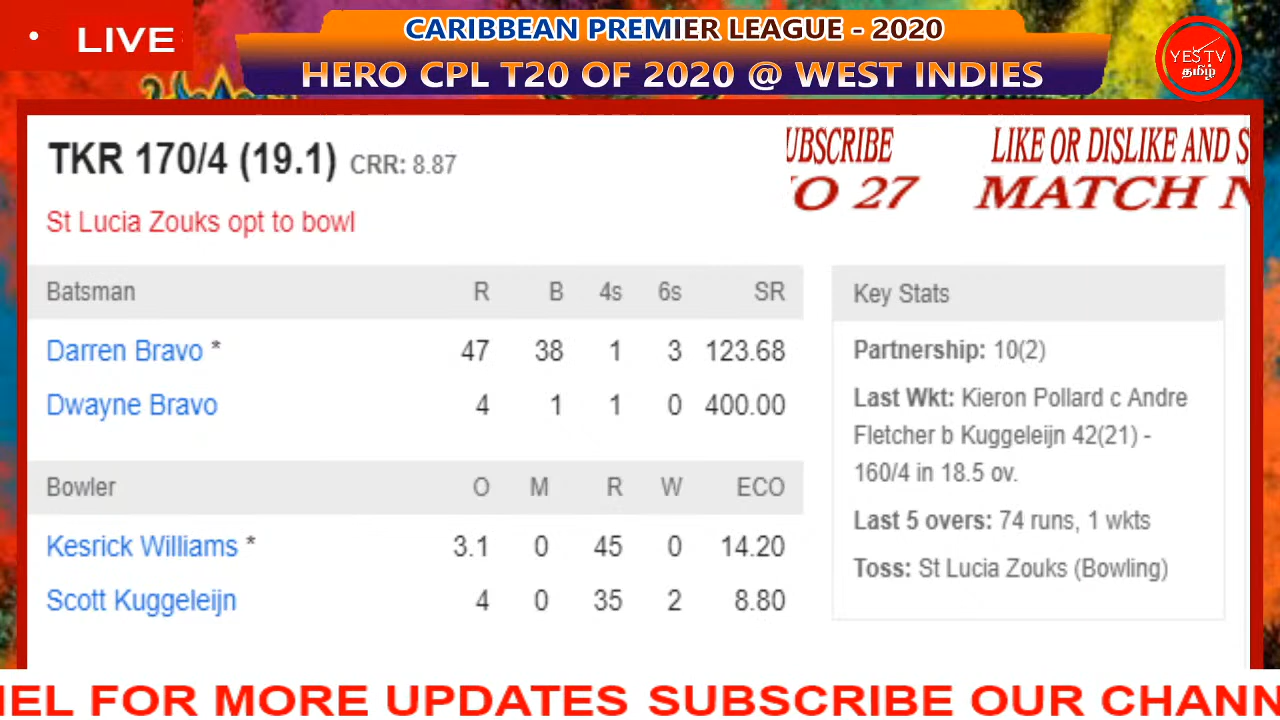 LIVE
CARIBBEAN PREMIER LEAGUE - 2020
HERO CPL T20 OF 2020 @ WEST INDIES
YES TV
தமிழ்
TKR 170/4 (19.1) CRR: 8.87
UBSCRIBE LIKE OR DISLIKE AND S
O 27 MATCH N
St Lucia Zouks opt to bowl
Batsman R B 4s 6s SR
Darren Bravo * 47 38 1 3 123.68
Dwayne Bravo 4 1 1 0 400.00
Bowler O M R W ECO
Kesrick Williams * 3.1 0 45 0 14.20
Scott Kuggeleijn 4 0 35 2 8.80
Key Stats
Partnership: 10(2)
Last Wkt: Kieron Pollard c Andre
Fletcher b Kuggeleijn 42(21) -
160/4 in 18.5 ov.
Last 5 overs: 74 runs, 1 wkts
Toss: St Lucia Zouks (Bowling)
NEL FOR MORE UPDATES SUBSCRIBE OUR CHANN